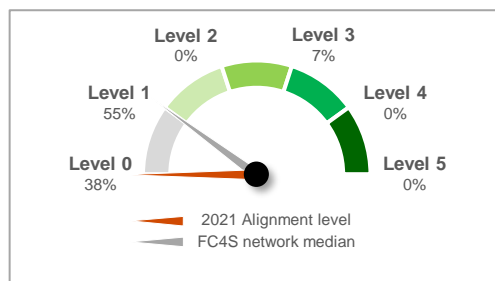 Level 2
0%
Level 3
7%
Level 1
55%
Level 4
0%
Level 0
38%
Level 5
0%
2021 Alignment level
FC4S network median